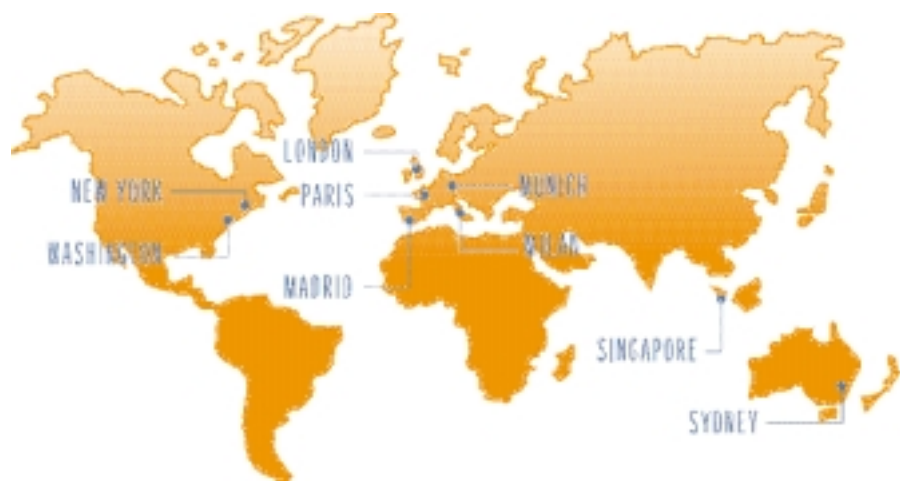 LONDON
NEW YORK
PARIS
MUNICH
WASHINGTON
MILAN
MADRID
SINGAPORE
SYDNEY